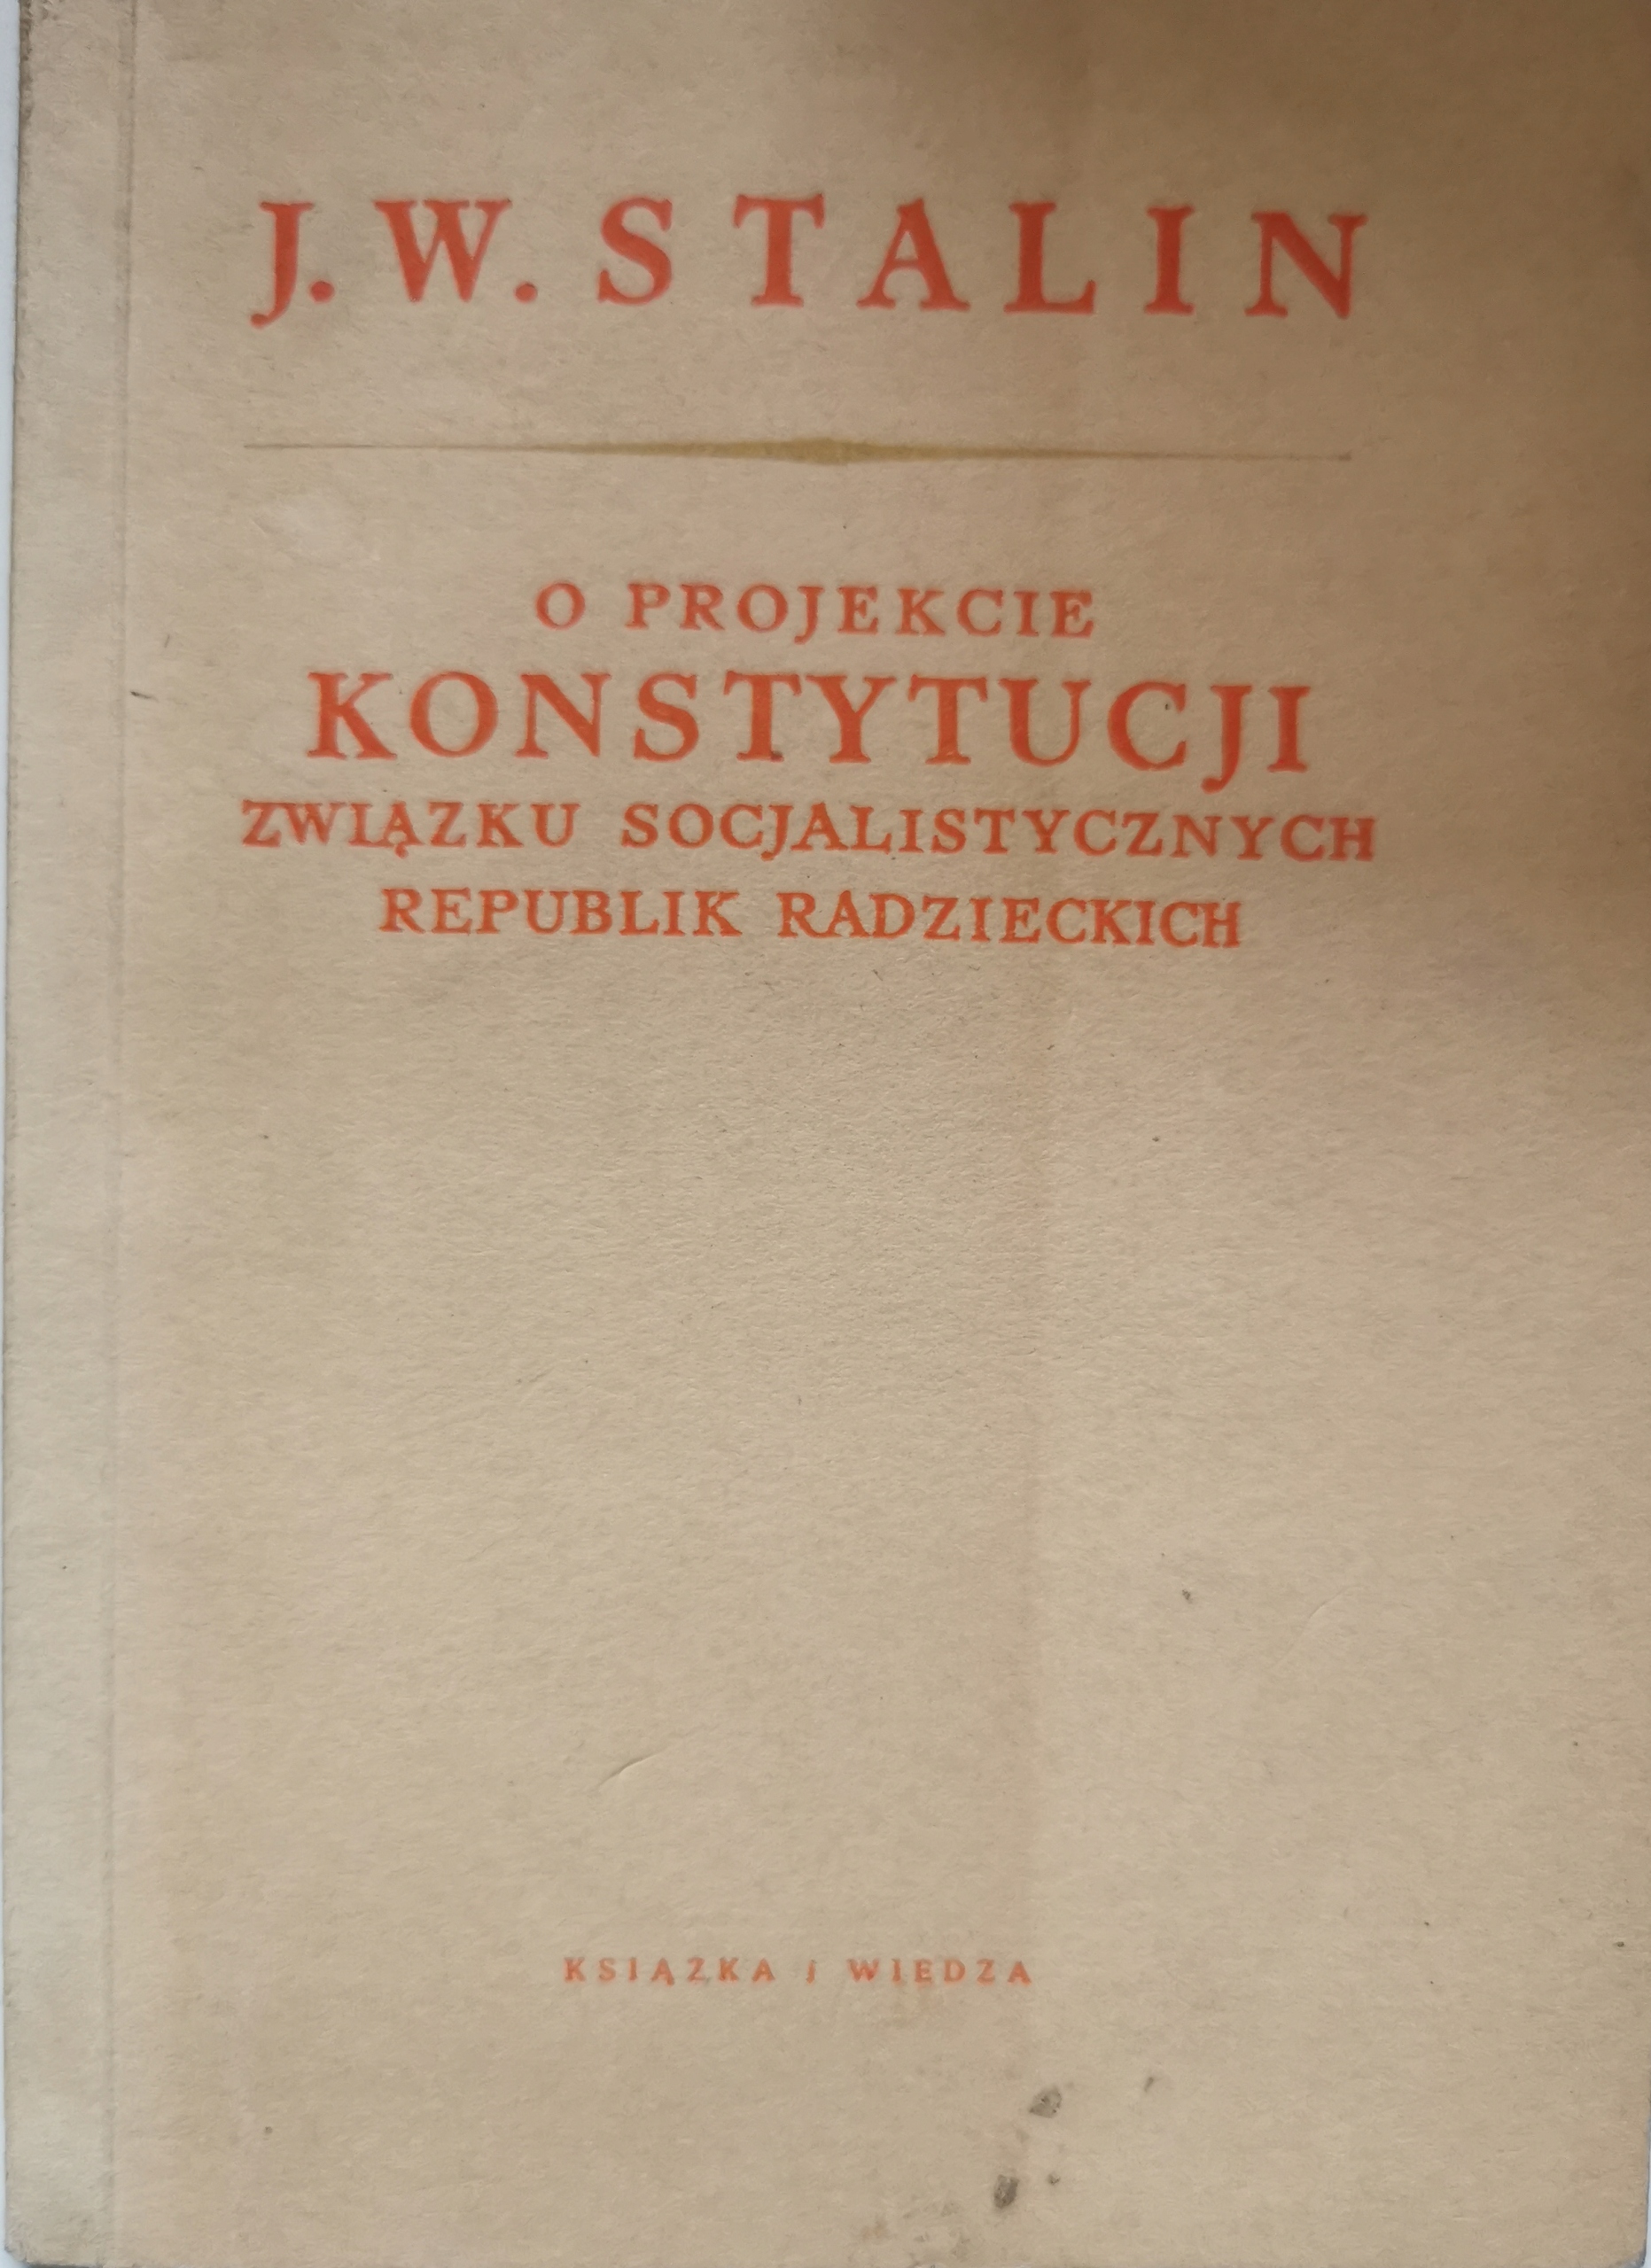 J. W. STALIN
O PROJEKCIE
KONSTYTUCJI
ZWIĄZKU SOCJALISTYCZNYCH
REPUBLIK RADZIECKICH
KSIĄŻKA i WIEDZA